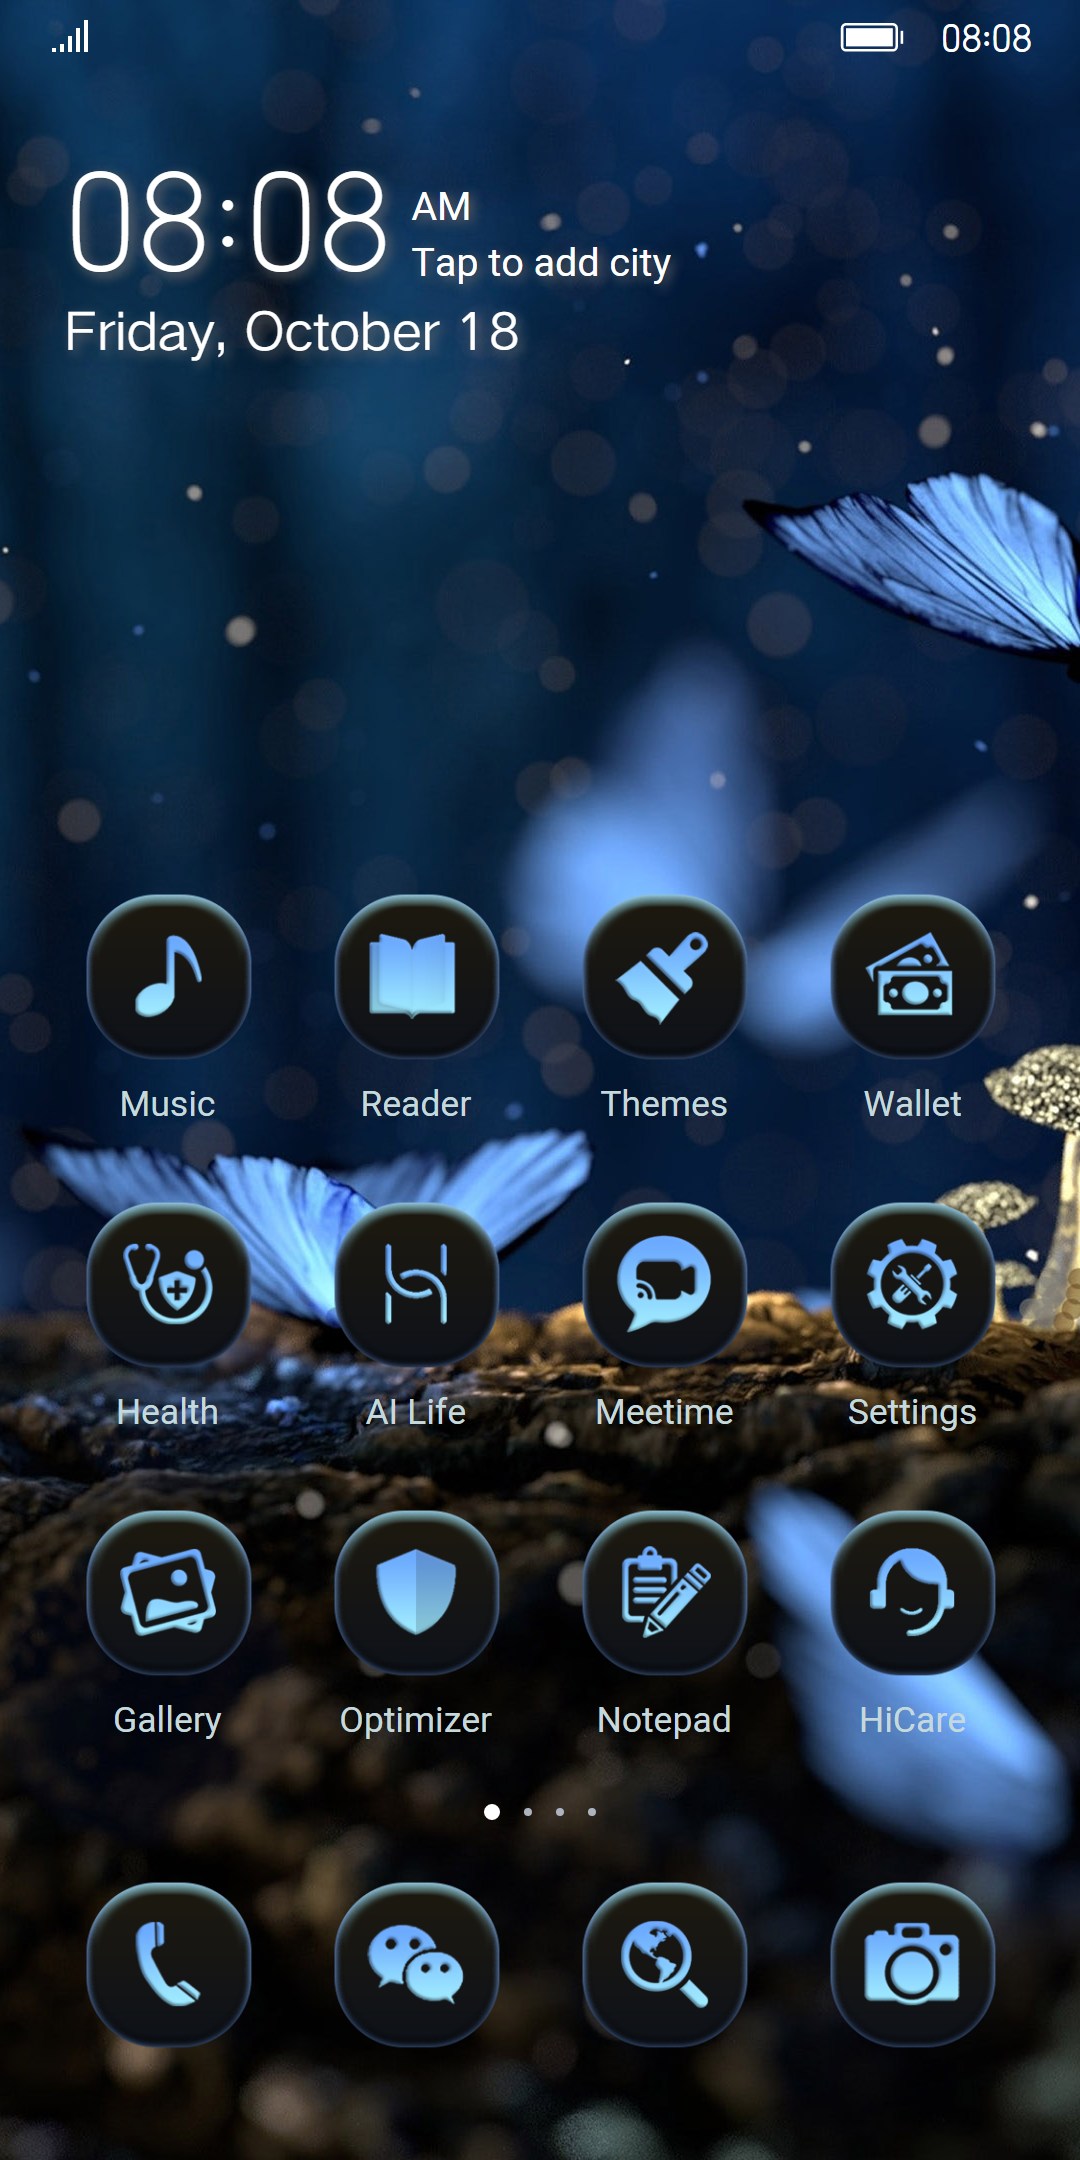 08:08
08:08 AM
Tap to add city
Friday, October 18
Music Reader Themes Wallet
Health AI Life Meetime Settings
Gallery Optimizer Notepad HiCare